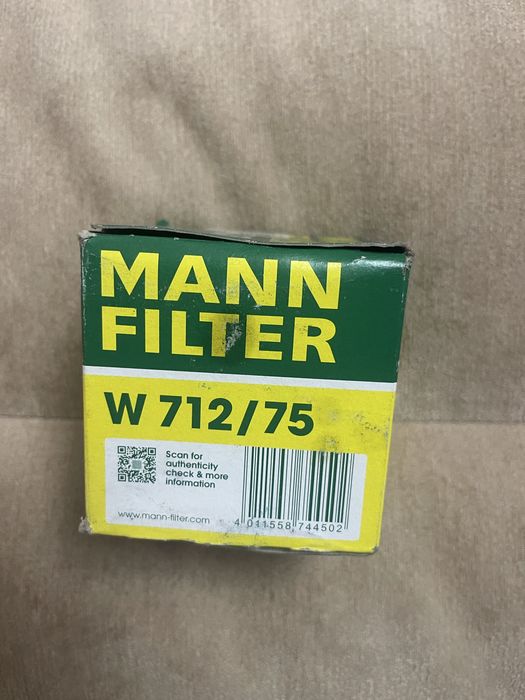 MANN
FILTER
W 712/75
Scan for
authenticity
check & more
information
www.mann-filter.com
4 011558 744502